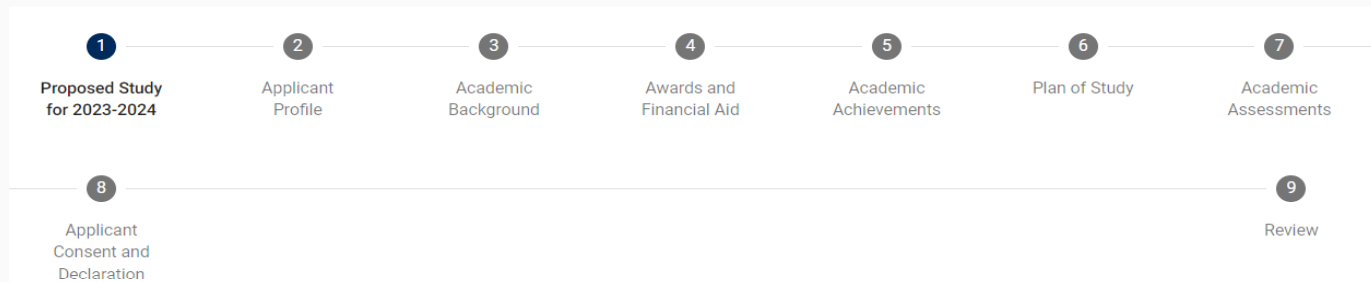 1 2 3 4 5 6 7
Proposed Study Applicant Academic Awards and Academic Plan of Study Academic
for 2023-2024 Profile Background Financial Aid Achievements Assessments
8 9
Applicant Review
Consent and
Declaration